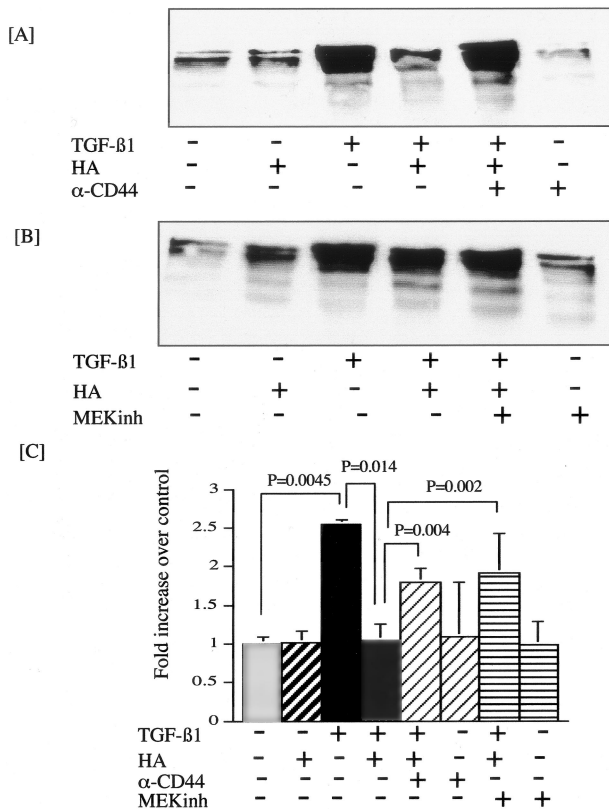 [A]
TGF-ß1 - - + + + -
HA - + - + + -
α-CD44 - - - - + +
[B]
TGF-ß1 - - + + + -
HA - + - + + -
MEKinh - - - - + +
[C]
P=0.0045
P=0.014
P=0.002
P=0.004
Fold increase over control
3
2.5
2
1.5
1
0.5
0
TGF-ß1 - - + + + - + -
HA - + - + + - + -
α-CD44 - - - - + + - -
MEKinh - - - - - - + +